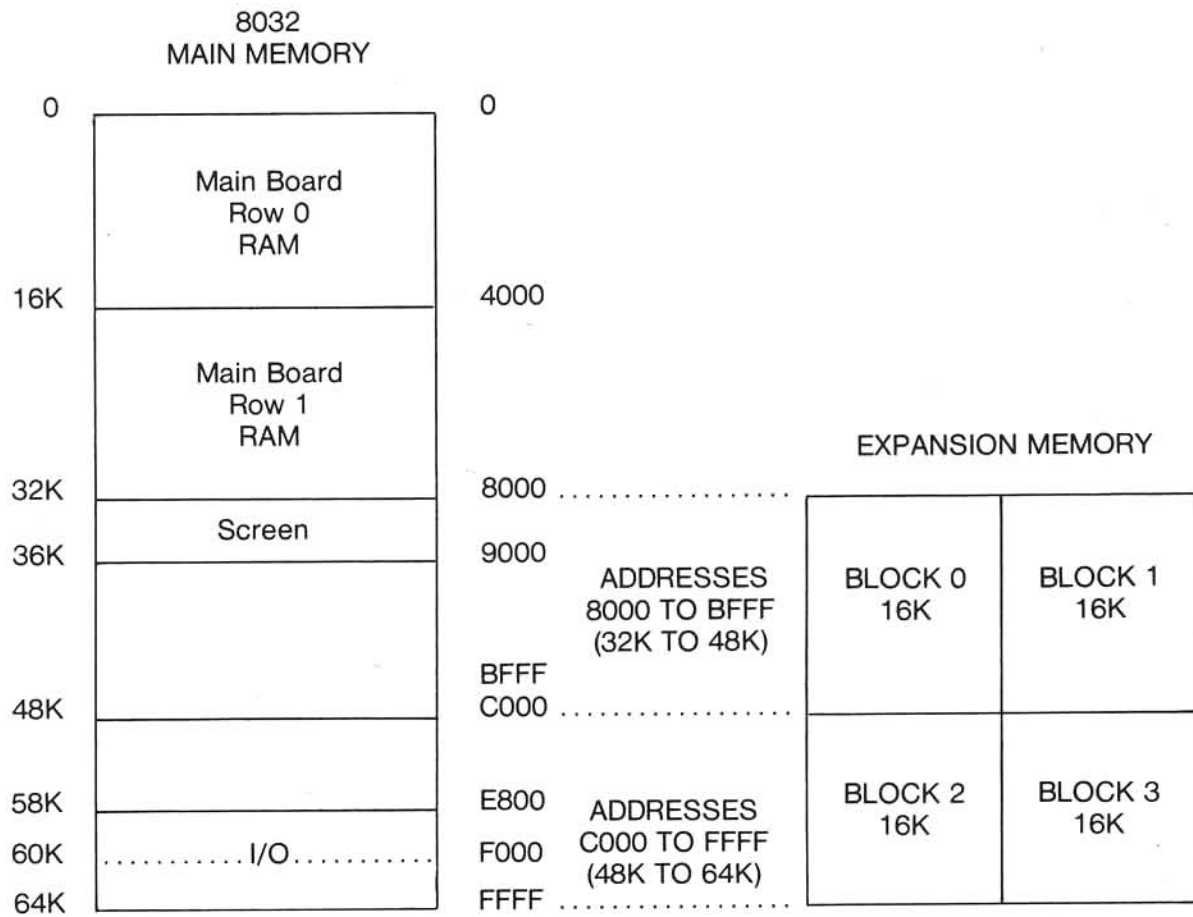 8032
MAIN MEMORY
0
0
Main Board
Row 0
RAM
16K
4000
Main Board
Row 1
RAM
EXPANSION MEMORY
32K
8000
Screen
36K
9000
ADDRESSES
8000 TO BFFF
(32K TO 48K)
BLOCK 0
16K
BLOCK 1
16K
BFFF
48K
C000
58K
E800
ADDRESSES
C000 TO FFFF
(48K TO 64K)
BLOCK 2
16K
BLOCK 3
16K
60K
I/O
F000
64K
FFFF